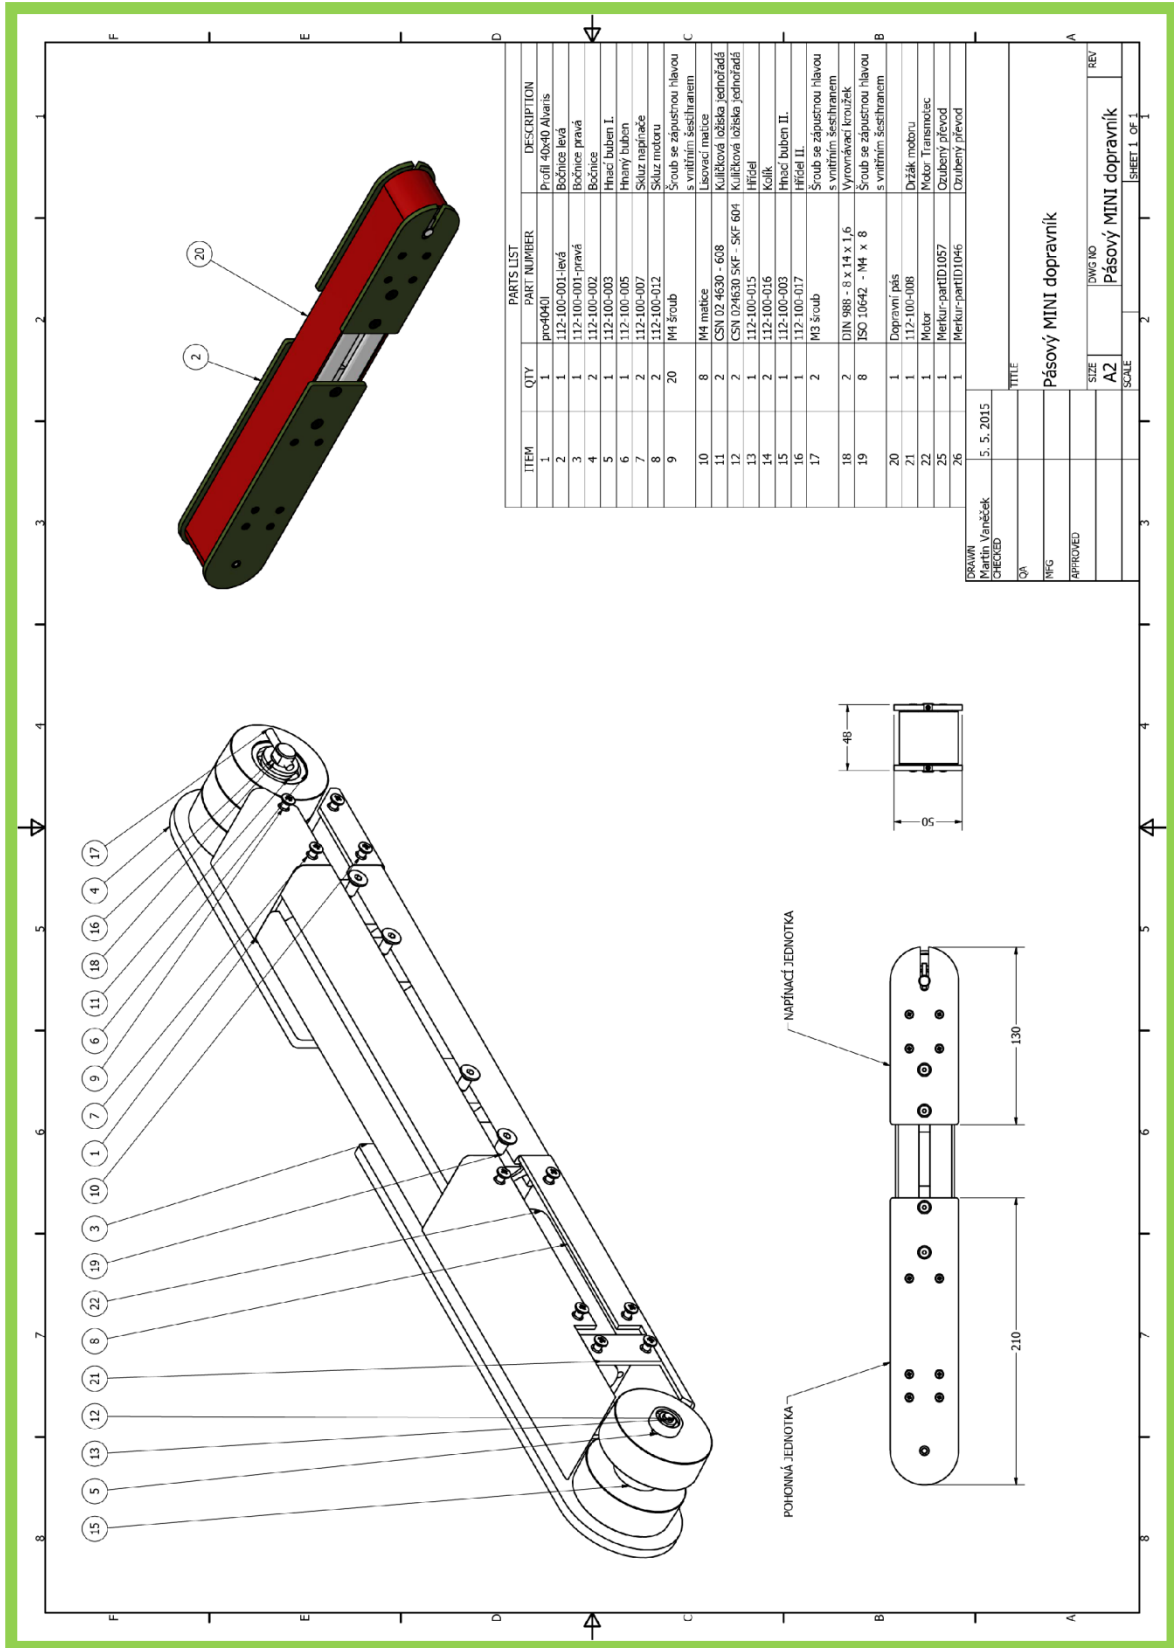 PARTS LIST
ITEM QTY PART NUMBER DESCRIPTION
1 1 pro4040l Profil 40x40 Alvaris
2 1 112-100-001-levá Bočnice levá
3 1 112-100-001-pravá Bočnice pravá
4 2 112-100-002 Bočnice
5 1 112-100-003 Hnací buben I.
6 1 112-100-005 Hnaný buben
7 2 112-100-007 Skluz napínače
8 2 112-100-012 Skluz motoru
9 20 M4 šroub Šroub se zápustnou hlavou
s vnitřním šestihranem
10 8 M4 matice Lisovací matice
11 2 CSN 02 4630 - 608 Kuličková ložiska jednořadá
12 2 CSN 024630 SKF - SKF 604 Kuličková ložiska jednořadá
13 1 112-100-015 Hřídel
14 2 112-100-016 Kolík
15 1 112-100-003 Hnací buben II.
16 1 112-100-017 Hřídel II.
17 2 M3 šroub Šroub se zápustnou hlavou
s vnitřním šestihranem
18 2 DIN 988 - 8 x 14 x 1,6 Vyrovnávací kroužek
19 8 ISO 10642 - M4 x 8 Šroub se zápustnou hlavou
s vnitřním šestihranem
20 1 Dopravní pás
21 1 112-100-008 Držák motoru
22 1 Motor Motor Transmotec
25 1 Merkur-partID1057 Ozubený převod
26 1 Merkur-partID1046 Ozubený převod
DRAWN
Martin Vaněček 5. 5. 2015
CHECKED
QA
MFG
APPROVED
TITLE
Pásový MINI dopravník
SIZE
A2
DWG NO
Pásový MINI dopravník
REV
SCALE
SHEET 1 OF 1
15 5 13 12 21 8 22 19 3 10 1 7 9 6 11 18 16 4 17
2 20
POHONNÁ JEDNOTKA
NAPÍNACÍ JEDNOTKA
210
130
48
50
8 7 6 5 4 3 2 1
8 7 6 5 4 3 2 1
F E D C B A
F E D C B A